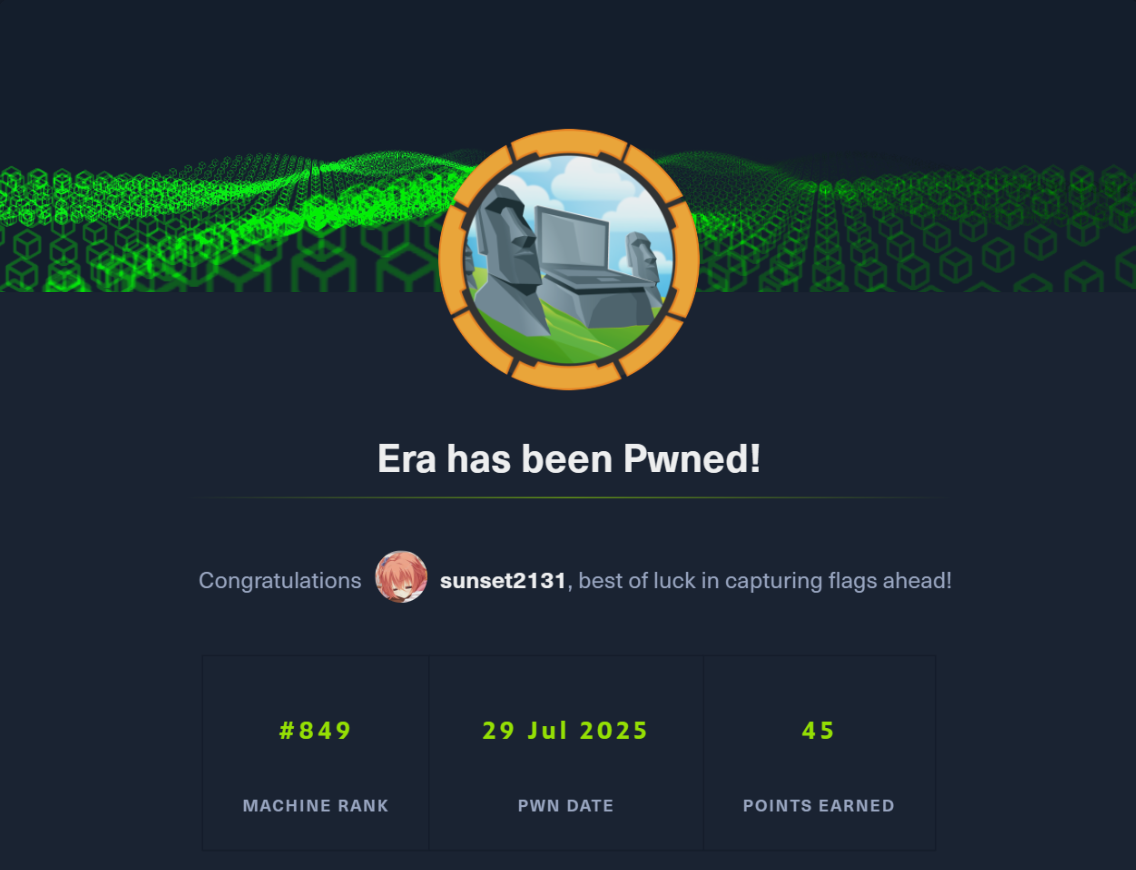 Era has been Pwned!
Congratulations sunset2131, best of luck in capturing flags ahead!
#849 29 Jul 2025 45
MACHINE RANK PWN DATE POINTS EARNED